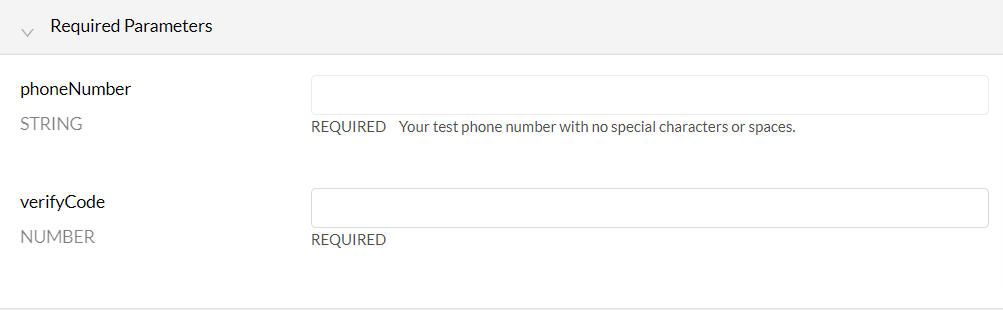 Required Parameters
phoneNumber
STRING
REQUIRED Your test phone number with no special characters or spaces.
verifyCode
NUMBER
REQUIRED